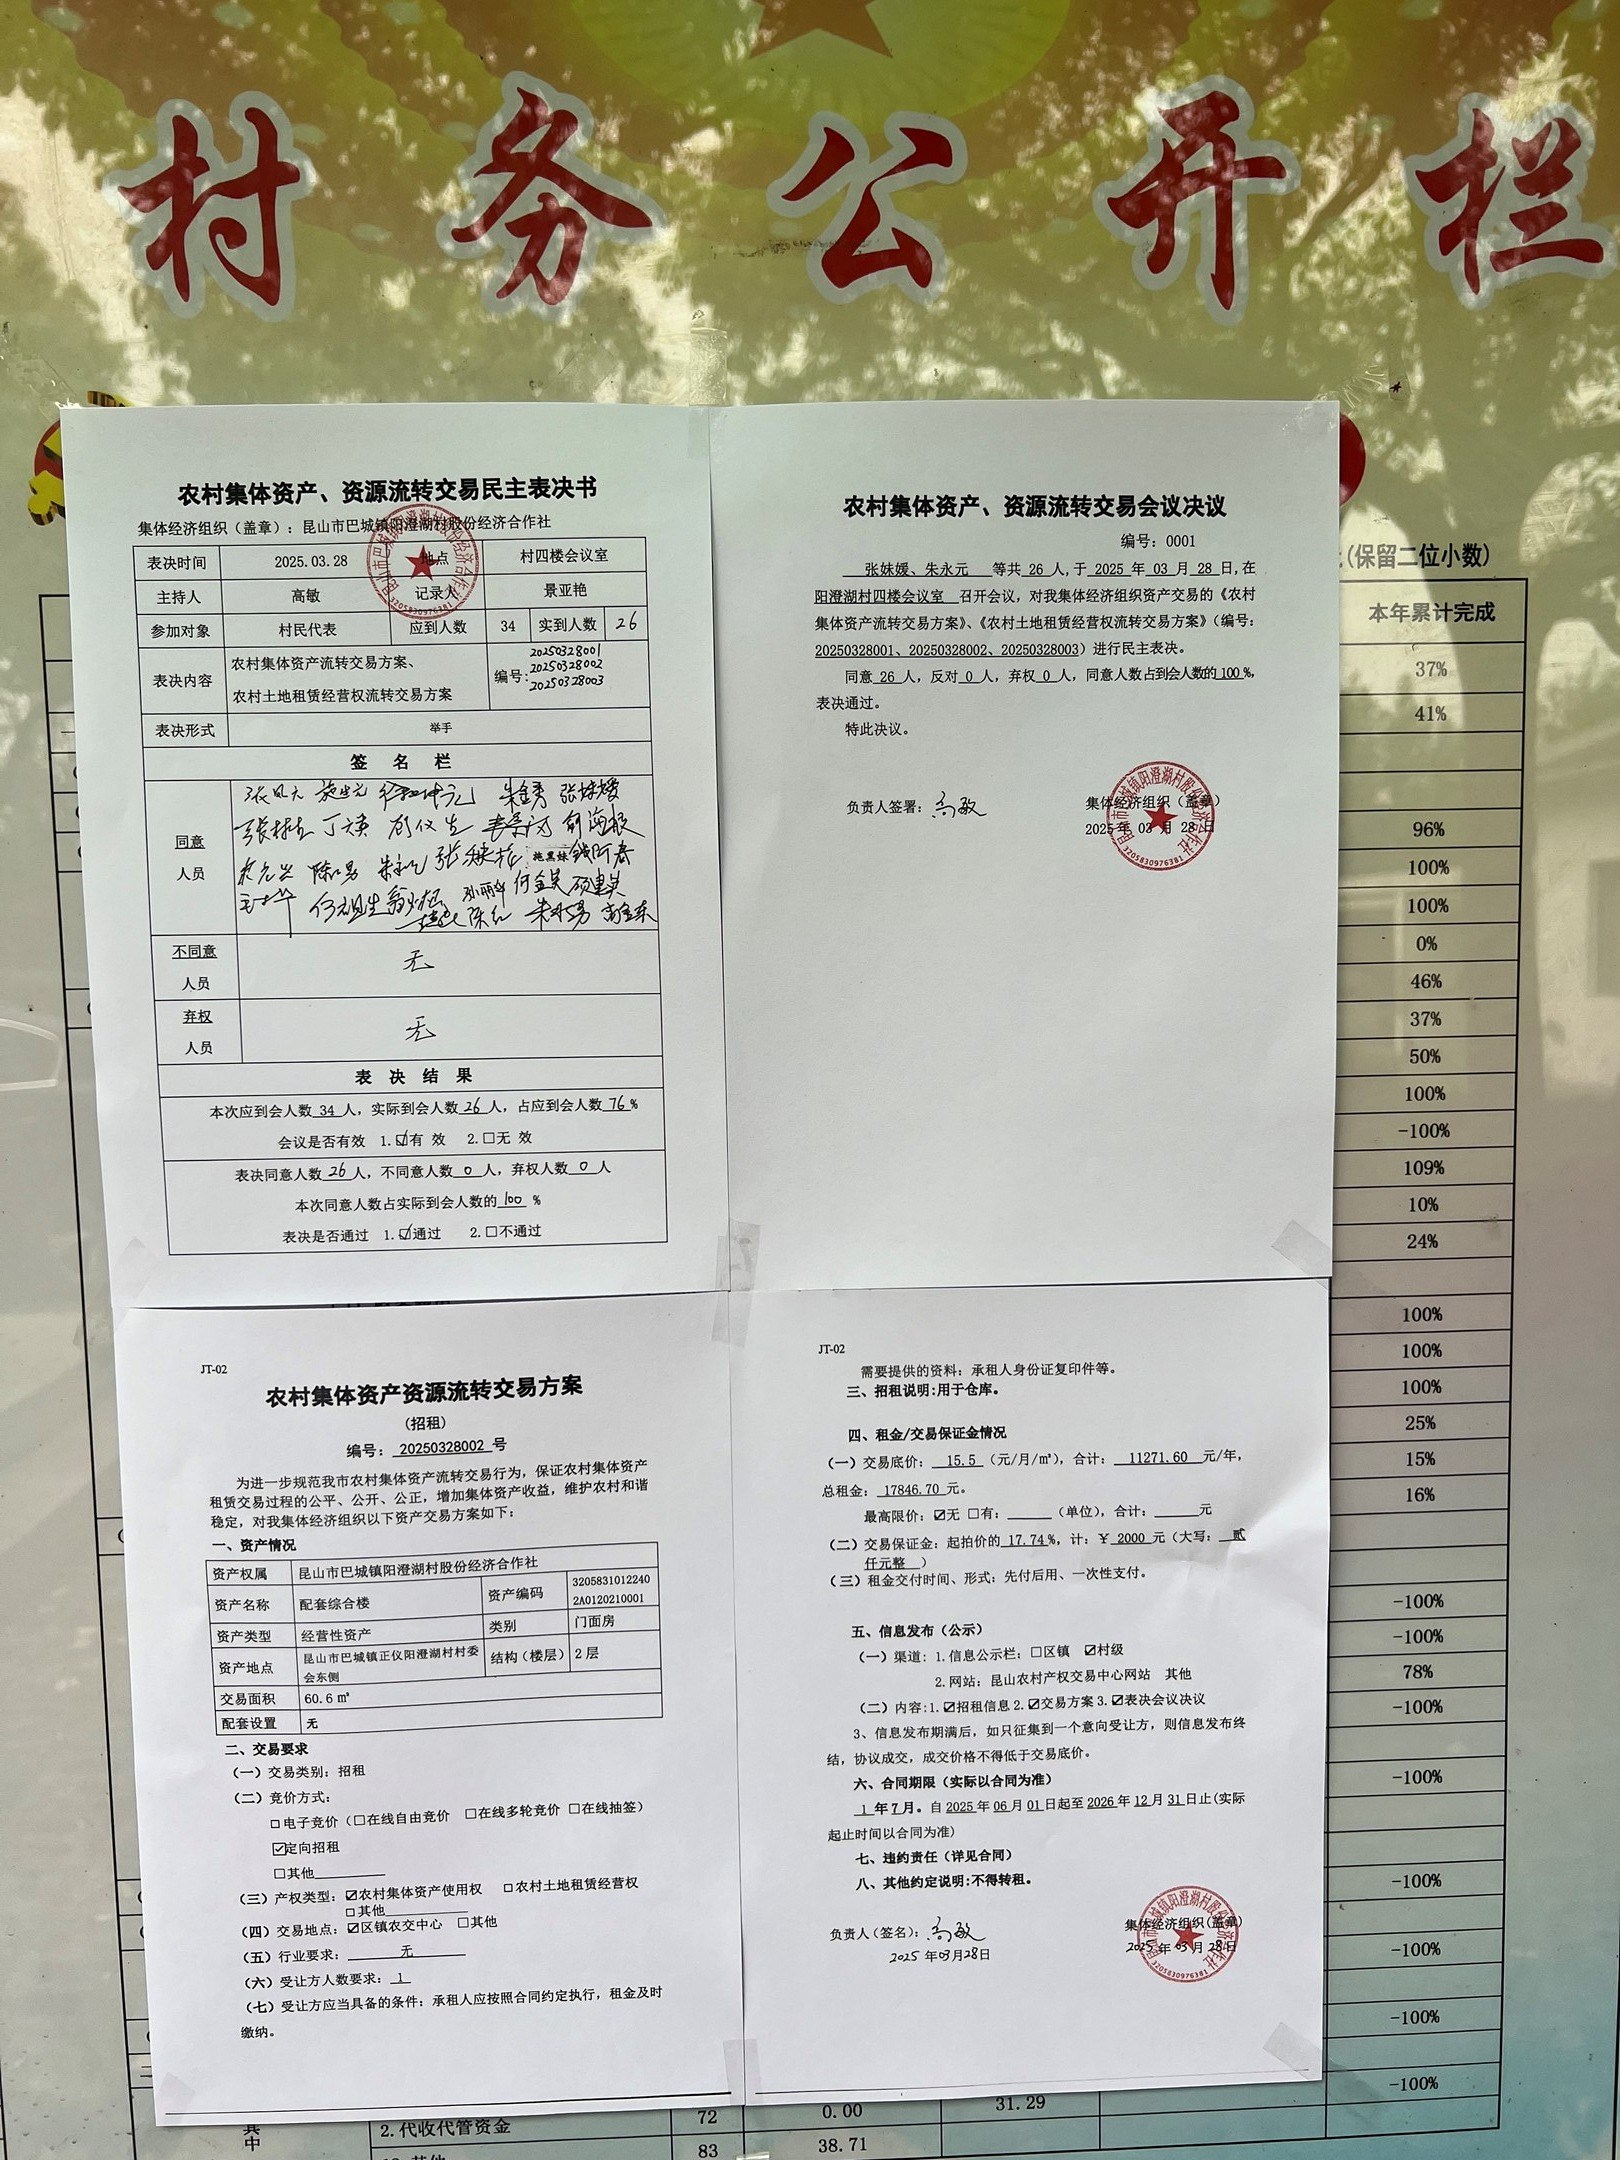 村务公开栏
农村集体资产、资源流转交易民主表决书
集体经济组织（盖章）：昆山市巴城镇阳澄湖村股份经济合作社
表决时间 2025.03.28 地点 村四楼会议室
主持人 高敏 记录人 景亚艳
参加对象 村民代表 应到人数 34 实到人数 26
表决内容
农村集体资产流转交易方案、
农村土地租赁经营权流转交易方案
编号：
20250328001
20250328002
20250328003
表决形式 举手
签 名 栏
同意
人员
朱金秀 张妹媛
施黑妹
陈红
不同意
人员
无
弃权
人员
无
表 决 结 果
本次应到会人数 34 人，实际到会人数 26 人，占应到会人数 76 %
会议是否有效 1.☑有 效 2.□无 效
表决同意人数 26 人，不同意人数 0 人，弃权人数 0 人
本次同意人数占实际到会人数的 100 %
表决是否通过 1.☑通过 2.□不通过
农村集体资产、资源流转交易会议决议
编号：0001
张妹媛、朱永元 等共 26 人，于 2025 年 03 月 28 日，在
阳澄湖村四楼会议室 召开会议，对我集体经济组织资产交易的《农村
集体资产流转交易方案》、《农村土地租赁经营权流转交易方案》（编号：
20250328001、20250328002、20250328003）进行民主表决。
同意 26 人，反对 0 人，弃权 0 人，同意人数占到会人数的 100 %，
表决通过。
特此决议。
负责人签署：高敏
集体经济组织（盖章）
2025 年 03 月 28 日
3205830976381
JT-02
农村集体资产资源流转交易方案
（招租）
编号： 20250328002 号
为进一步规范我市农村集体资产流转交易行为，保证农村集体资产
租赁交易过程的公平、公开、公正，增加集体资产收益，维护农村和谐
稳定，对我集体经济组织以下资产交易方案如下：
一、资产情况
资产权属 昆山市巴城镇阳澄湖村股份经济合作社
资产名称 配套综合楼 资产编码 3205831012240
2A0120210001
资产类型 经营性资产 类别 门面房
资产地点 昆山市巴城镇正仪阳澄湖村村委
会东侧
结构（楼层） 2 层
交易面积 60.6 ㎡
配套设置 无
二、交易要求
（一）交易类别：招租
（二）竞价方式：
□电子竞价（□在线自由竞价 □在线多轮竞价 □在线抽签）
☑定向招租
□其他
（三）产权类型：☑农村集体资产使用权 □农村土地租赁经营权
□其他
（四）交易地点：☑区镇农交中心 □其他
（五）行业要求： 无
（六）受让方人数要求： 1
（七）受让方应当具备的条件：承租人应按照合同约定执行，租金及时
缴纳。
JT-02
需要提供的资料：承租人身份证复印件等。
三、招租说明:用于仓库。
四、租金/交易保证金情况
（一）交易底价： 15.5 （元/月/㎡），合计： 11271.60 元/年，
总租金： 17846.70 元。
最高限价：☑无 □有：（单位），合计： 元
（二）交易保证金：起拍价的 17.74 %，计：￥ 2000 元（大写： 贰
仟元整 ）
（三）租金交付时间、形式：先付后用、一次性支付。
五、信息发布（公示）
（一）渠道：1.信息公示栏：□区镇 ☑村级
2.网站：昆山农村产权交易中心网站 其他
（二）内容：1.☑招租信息 2.☑交易方案 3.☑表决会议决议
3、信息发布期满后，如只征集到一个意向受让方，则信息发布终
结，协议成交，成交价格不得低于交易底价。
六、合同期限（实际以合同为准）
1 年 7 月。自 2025 年 06 月 01 日起至 2026 年 12 月 31 日止(实际
起止时间以合同为准)
七、违约责任（详见合同）
八、其他约定说明:不得转租。
负责人（签名）：高敏
2025 年 03 月 28 日
集体经济组织（盖章）
2025 年 03 月 28 日
3205830976381
(保留二位小数)
本年累计完成
37%
41%
96%
100%
100%
0%
46%
37%
50%
100%
-100%
109%
10%
24%
100%
100%
100%
25%
15%
16%
-100%
-100%
78%
-100%
-100%
-100%
-100%
-100%
-100%
其中
2.代收代管资金 72 0.00 31.29
83 38.71